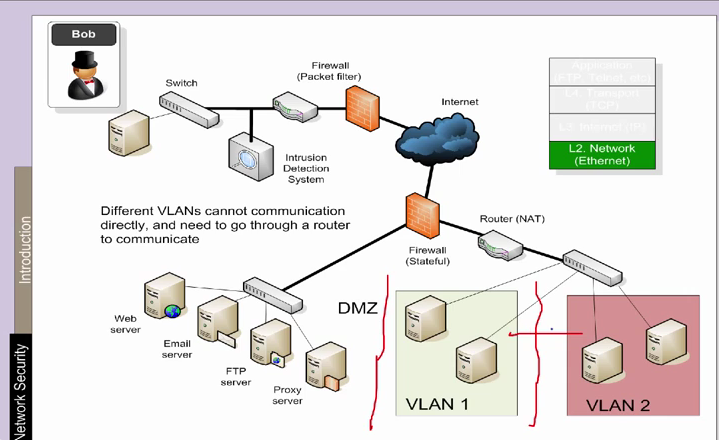 Bob
Firewall
(Packet filter)
Switch
Internet
Application
(FTP, Telnet, etc)
L4. Transport
(TCP)
L3. Internet (IP)
L2. Network
(Ethernet)
Intrusion
Detection
System
Different VLANs cannot communication
directly, and need to go through a router
to communicate
Router (NAT)
Firewall
(Stateful)
DMZ
Web
server
Email
server
FTP
server
Proxy
server
VLAN 1
VLAN 2
Introduction
Network Security